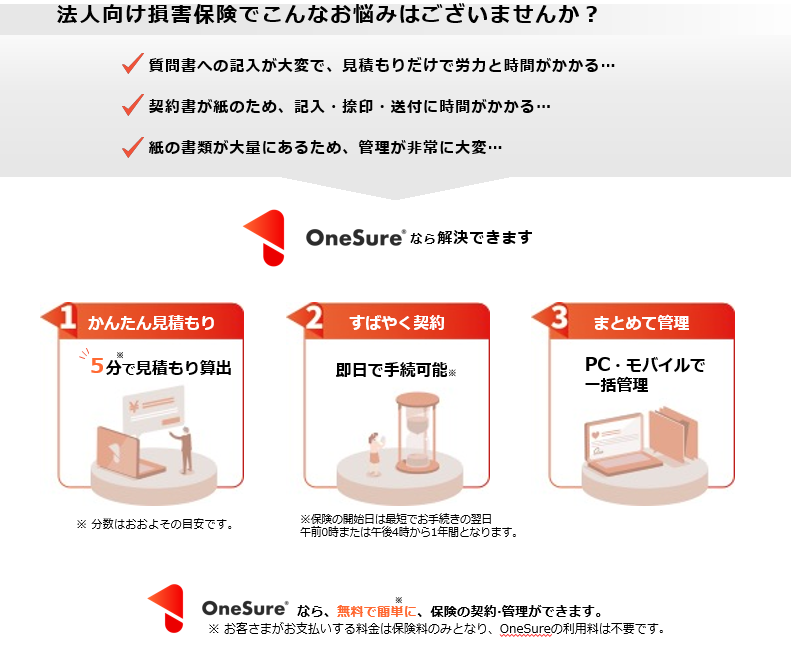 法人向け損害保険でこんなお悩みはございませんか？
質問書への記入が大変で、見積もりだけで労力と時間がかかる…
契約書が紙のため、記入・捺印・送付に時間がかかる…
紙の書類が大量にあるため、管理が非常に大変…
OneSure® なら解決できます
1 かんたん見積もり
5分※で見積もり算出
※ 分数はおおよその目安です。
2 すばやく契約
即日で手続可能※
※保険の開始日は最短でお手続きの翌日
午前0時または午後4時から1年間となります。
3 まとめて管理
PC・モバイルで
一括管理
OneSure® なら、無料で簡単に※、保険の契約・管理ができます。
※ お客さまがお支払いする料金は保険料のみとなり、OneSureの利用料は不要です。